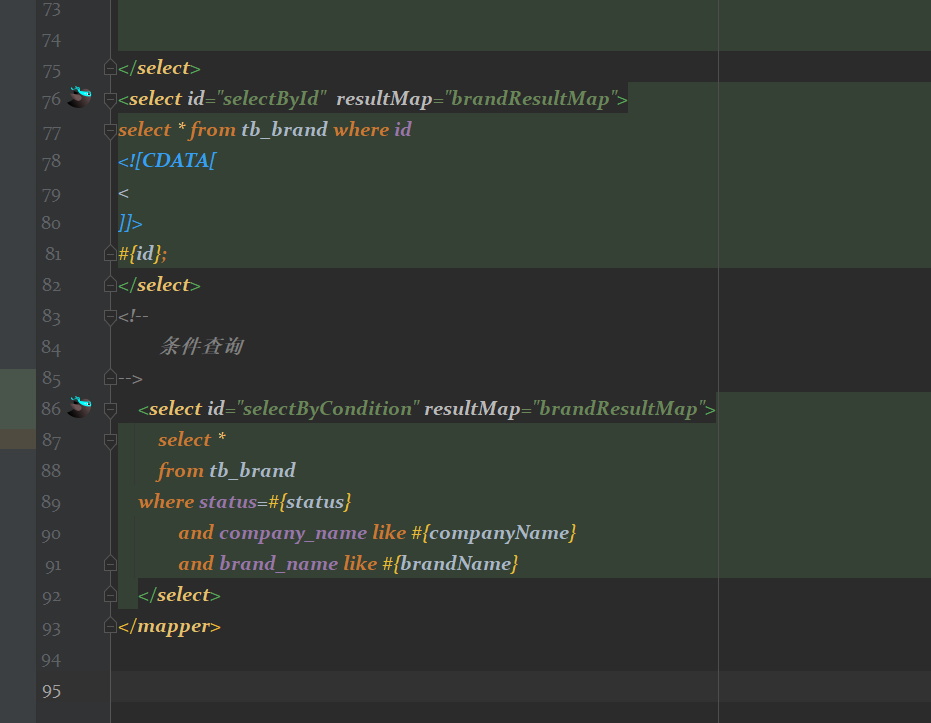 73
74
75 </select>
76 <select id="selectById" resultMap="brandResultMap">
77 select * from tb_brand where id
78 <![CDATA[
79 <
80 ]]>
81 #{id};
82 </select>
83 <!--
84 条件查询
85 -->
86 <select id="selectByCondition" resultMap="brandResultMap">
87 select *
88 from tb_brand
89 where status=#{status}
90 and company_name like #{companyName}
91 and brand_name like #{brandName}
92 </select>
93 </mapper>
94
95